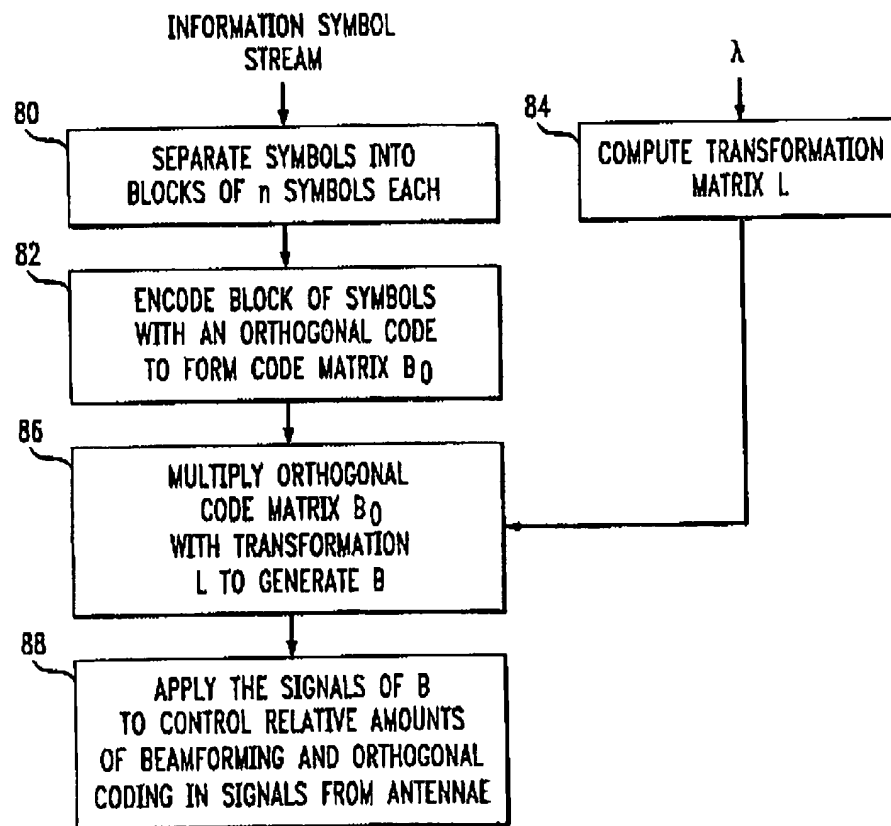 INFORMATION SYMBOL
STREAM
λ
80
SEPARATE SYMBOLS INTO
BLOCKS OF n SYMBOLS EACH
84
COMPUTE TRANSFORMATION
MATRIX L
82
ENCODE BLOCK OF SYMBOLS
WITH AN ORTHOGONAL CODE
TO FORM CODE MATRIX B0
86
MULTIPLY ORTHOGONAL
CODE MATRIX B0
WITH TRANSFORMATION
L TO GENERATE B
88
APPLY THE SIGNALS OF B
TO CONTROL RELATIVE AMOUNTS
OF BEAMFORMING AND ORTHOGONAL
CODING IN SIGNALS FROM ANTENNAE